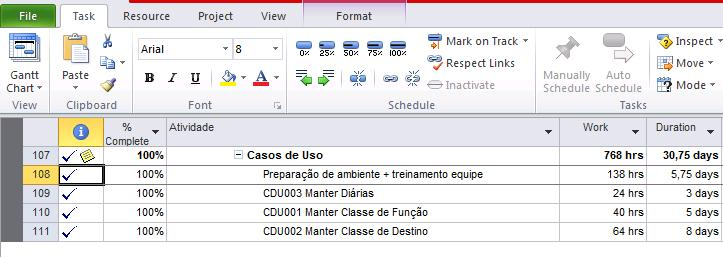 File Task Resource Project View Format
Gantt Chart
View
Paste
Clipboard
Arial 8
B I U A
Font
0% 25% 50% 75% 100%
Mark on Track
Respect Links
Inactivate
Schedule
Manually Schedule
Auto Schedule
Inspect
Move
Mode
Tasks
% Complete Atividade Work Duration
107 100% Casos de Uso 768 hrs 30,75 days
108 100% Preparação de ambiente + treinamento equipe 138 hrs 5,75 days
109 100% CDU003 Manter Diárias 24 hrs 3 days
110 100% CDU001 Manter Classe de Função 40 hrs 5 days
111 100% CDU002 Manter Classe de Destino 64 hrs 8 days